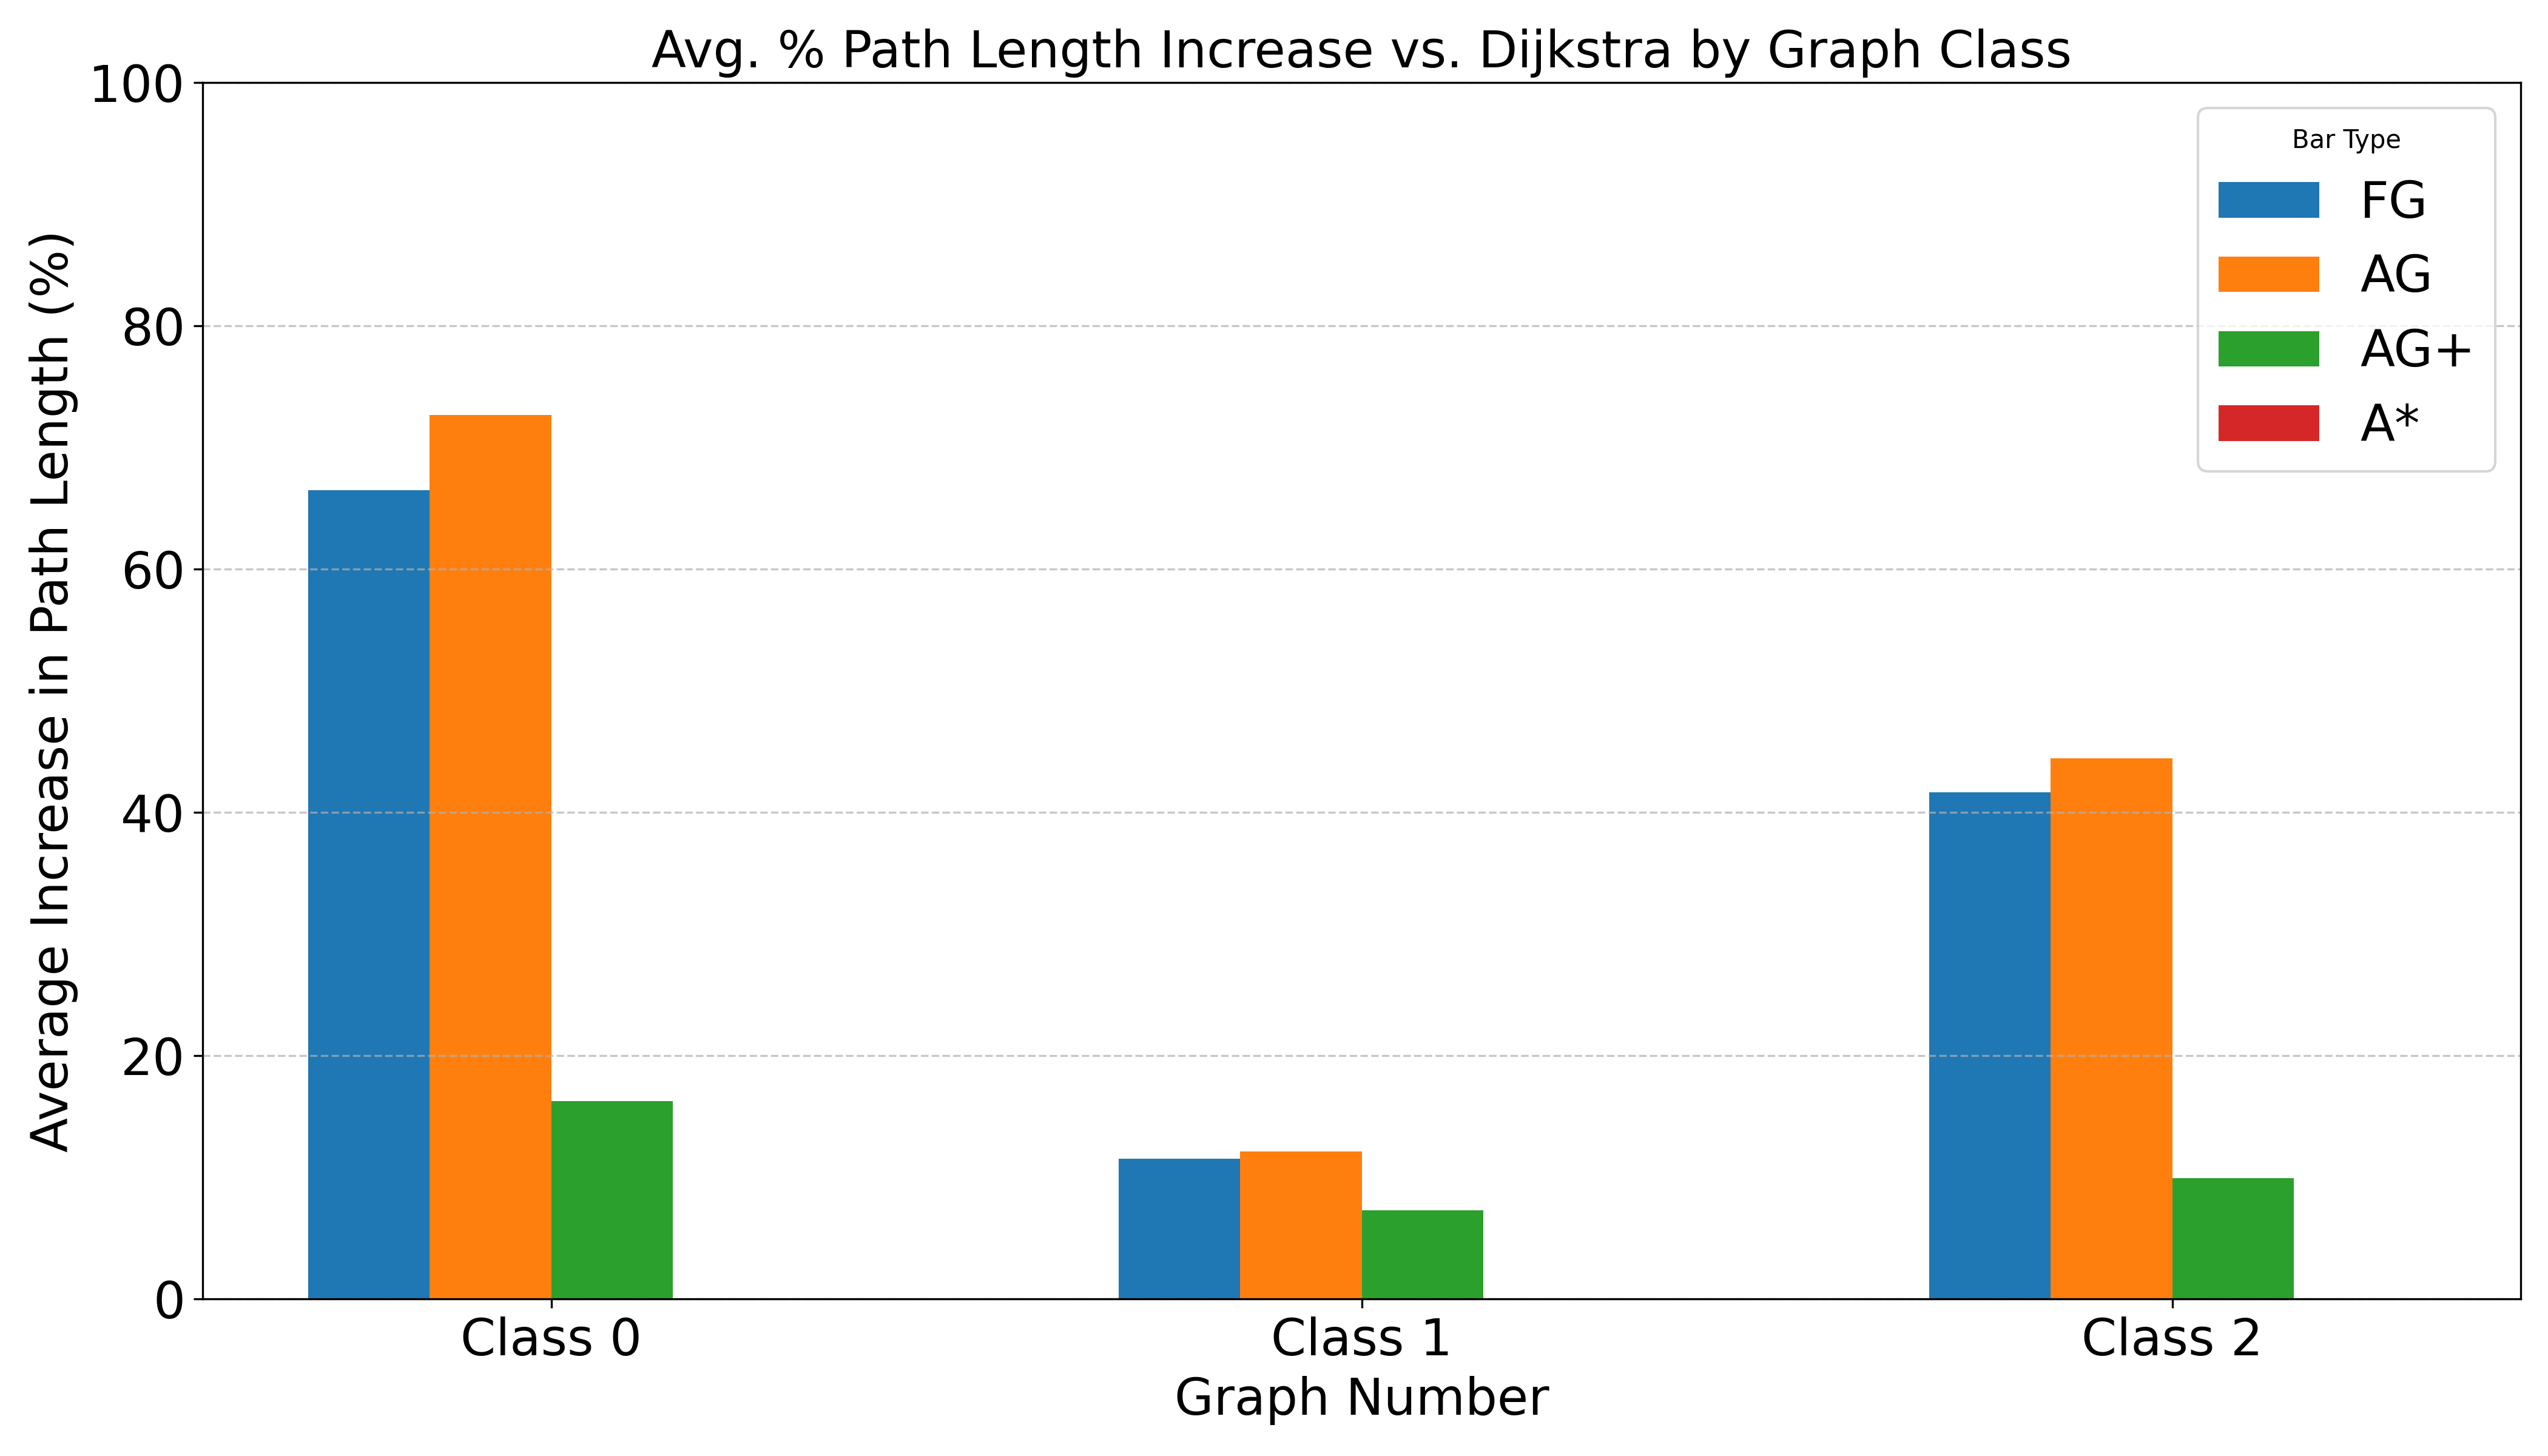 Avg. % Path Length Increase vs. Dijkstra by Graph Class
100
80
60
40
20
0
Average Increase in Path Length (%)
Bar Type
FG
AG
AG+
A*
Class 0
Class 1
Class 2
Graph Number